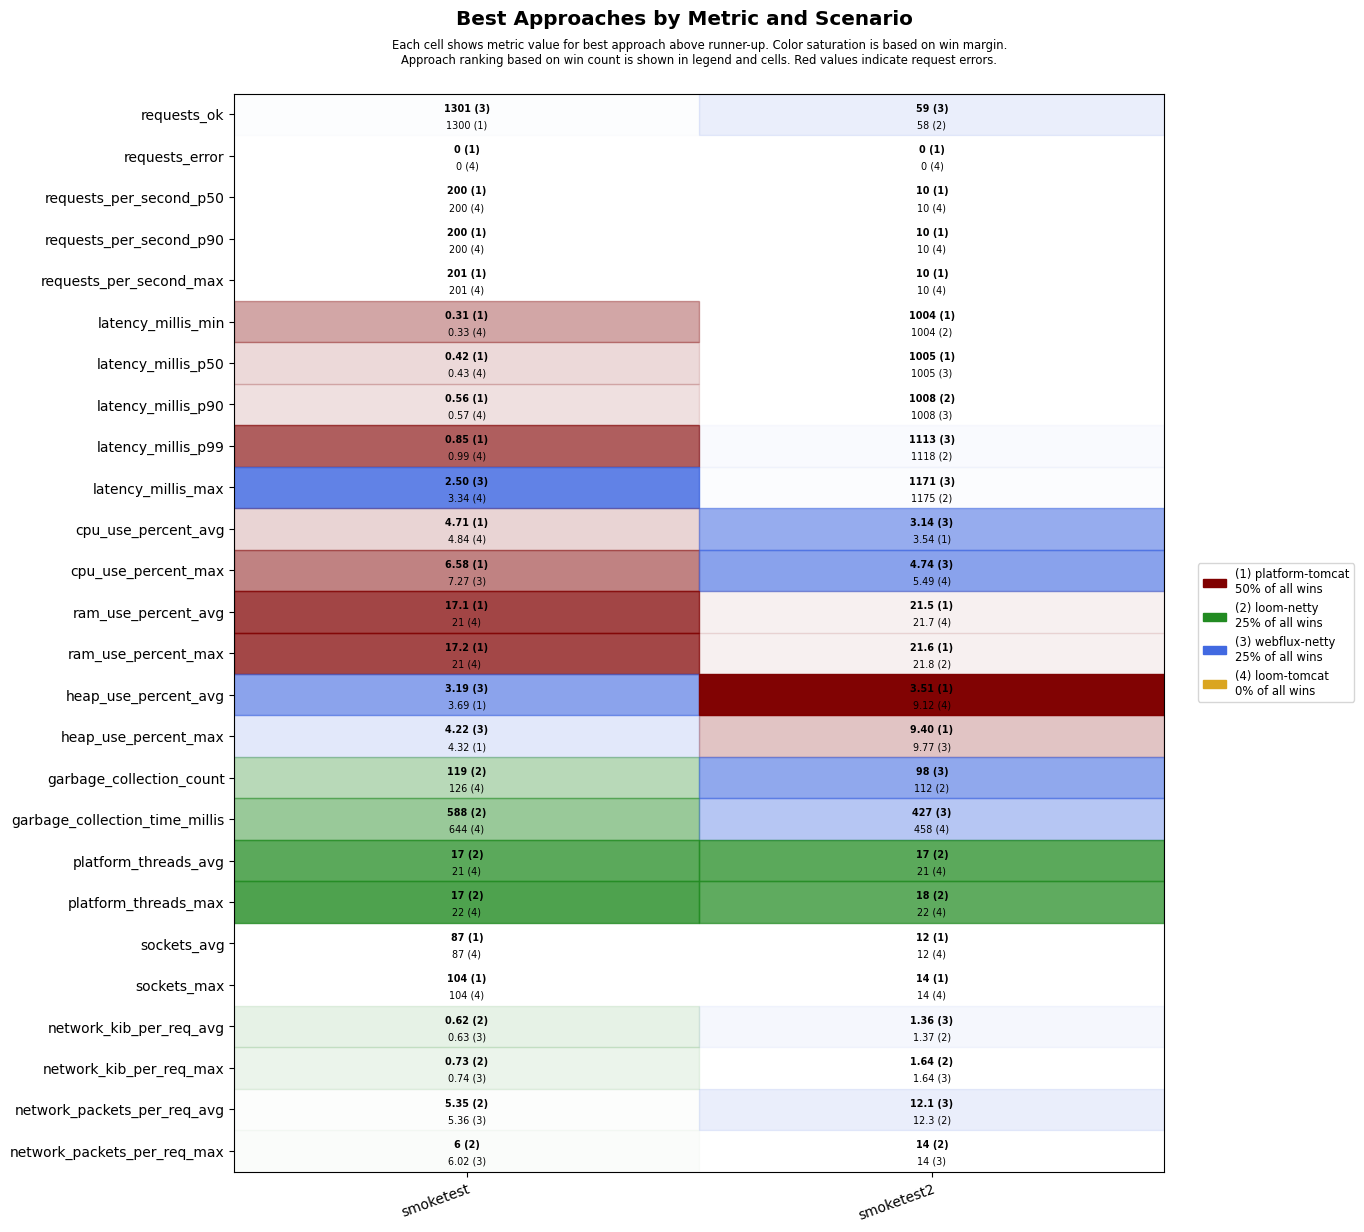 Best Approaches by Metric and Scenario
Each cell shows metric value for best approach above runner-up. Color saturation is based on win margin.
Approach ranking based on win count is shown in legend and cells. Red values indicate request errors.
requests_ok
1301 (3)
1300 (1)
59 (3)
58 (2)
requests_error
0 (1)
0 (4)
0 (1)
0 (4)
requests_per_second_p50
200 (1)
200 (4)
10 (1)
10 (4)
requests_per_second_p90
200 (1)
200 (4)
10 (1)
10 (4)
requests_per_second_max
201 (1)
201 (4)
10 (1)
10 (4)
latency_millis_min
0.31 (1)
0.33 (4)
1004 (1)
1004 (2)
latency_millis_p50
0.42 (1)
0.43 (4)
1005 (1)
1005 (3)
latency_millis_p90
0.56 (1)
0.57 (4)
1008 (2)
1008 (3)
latency_millis_p99
0.85 (1)
0.99 (4)
1113 (3)
1118 (2)
latency_millis_max
2.50 (3)
3.34 (4)
1171 (3)
1175 (2)
cpu_use_percent_avg
4.71 (1)
4.84 (4)
3.14 (3)
3.54 (1)
cpu_use_percent_max
6.58 (1)
7.27 (3)
4.74 (3)
5.49 (4)
ram_use_percent_avg
17.1 (1)
21 (4)
21.5 (1)
21.7 (4)
ram_use_percent_max
17.2 (1)
21 (4)
21.6 (1)
21.8 (2)
heap_use_percent_avg
3.19 (3)
3.69 (1)
3.51 (1)
9.12 (4)
heap_use_percent_max
4.22 (3)
4.32 (1)
9.40 (1)
9.77 (3)
garbage_collection_count
119 (2)
126 (4)
98 (3)
112 (2)
garbage_collection_time_millis
588 (2)
644 (4)
427 (3)
458 (4)
platform_threads_avg
17 (2)
21 (4)
17 (2)
21 (4)
platform_threads_max
17 (2)
22 (4)
18 (2)
22 (4)
sockets_avg
87 (1)
87 (4)
12 (1)
12 (4)
sockets_max
104 (1)
104 (4)
14 (1)
14 (4)
network_kib_per_req_avg
0.62 (2)
0.63 (3)
1.36 (3)
1.37 (2)
network_kib_per_req_max
0.73 (2)
0.74 (3)
1.64 (2)
1.64 (3)
network_packets_per_req_avg
5.35 (2)
5.36 (3)
12.1 (3)
12.3 (2)
network_packets_per_req_max
6 (2)
6.02 (3)
14 (2)
14 (3)
smoketest
smoketest2
(1) platform-tomcat
50% of all wins
(2) loom-netty
25% of all wins
(3) webflux-netty
25% of all wins
(4) loom-tomcat
0% of all wins